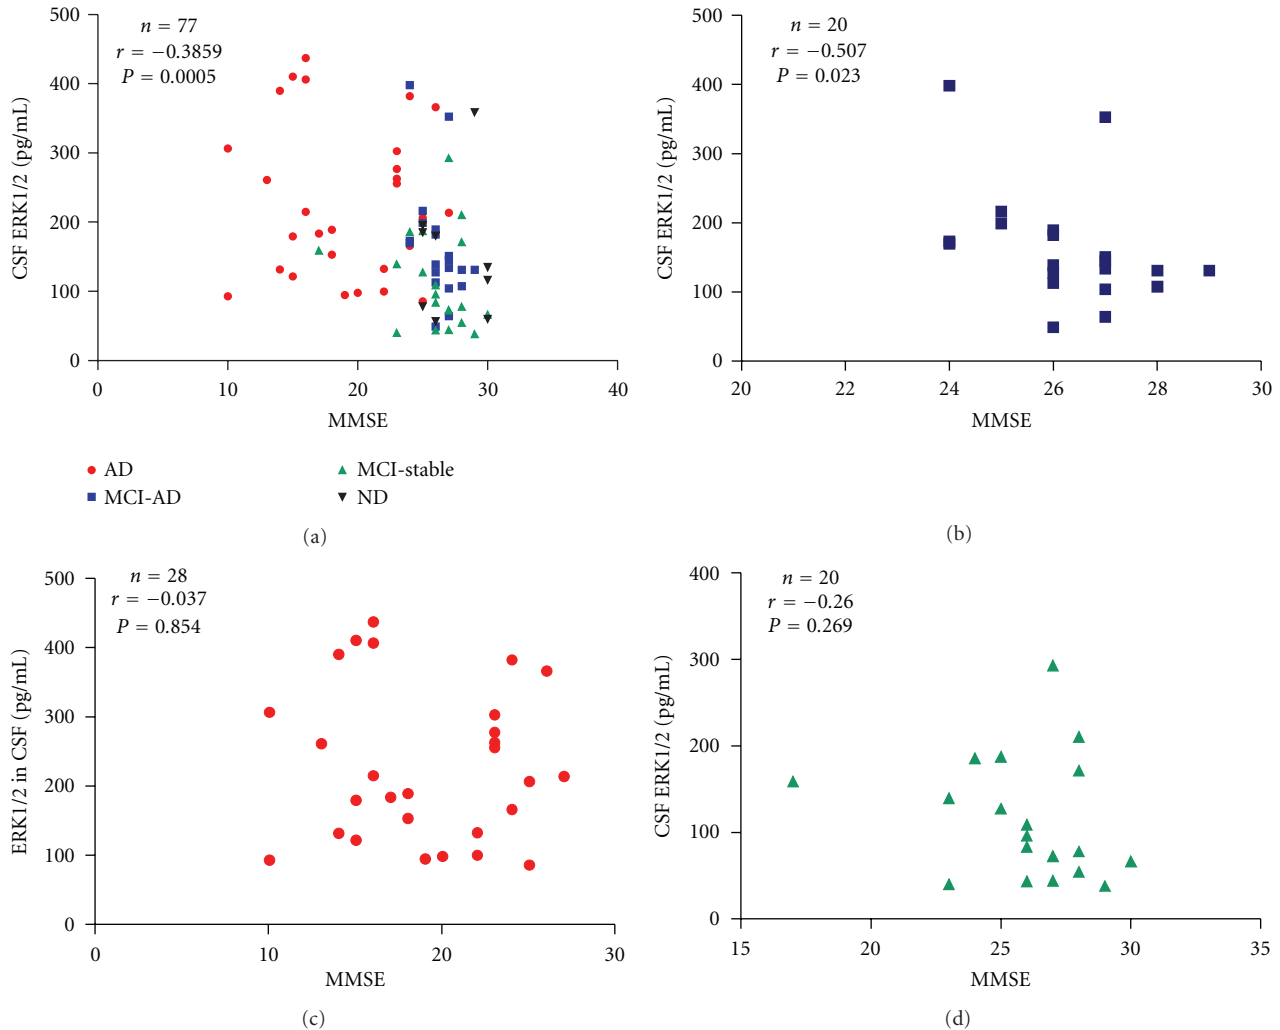 n = 77
r = −0.3859
P = 0.0005
500
400
300
200
100
0
CSF ERK1/2 (pg/mL)
0
10
20
30
40
MMSE
AD
MCI-AD
MCI-stable
ND
(a)
n = 20
r = −0.507
P = 0.023
500
400
300
200
100
0
CSF ERK1/2 (pg/mL)
20
22
24
26
28
30
MMSE
(b)
n = 28
r = −0.037
P = 0.854
500
400
300
200
100
0
ERK1/2 in CSF (pg/mL)
0
10
20
30
MMSE
(c)
n = 20
r = −0.26
P = 0.269
400
300
200
100
0
CSF ERK1/2 (pg/mL)
15
20
25
30
35
MMSE
(d)